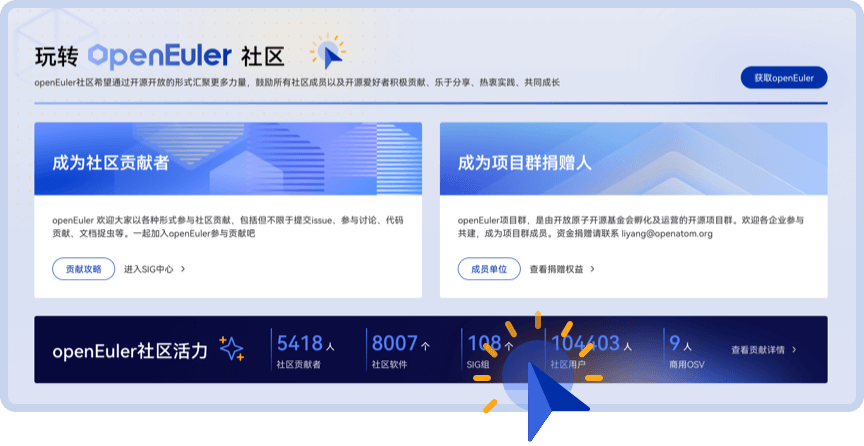 玩转 openEuler 社区
openEuler社区希望通过开源开放的形式汇聚更多力量，鼓励所有社区成员以及开源爱好者积极贡献、乐于分享、热衷实践、共同成长
获取openEuler
成为社区贡献者
openEuler 欢迎大家以各种形式参与社区贡献，包括但不限于提交issue、参与讨论、代码
贡献、文档捉虫等。一起加入openEuler参与贡献吧
贡献攻略 进入SIG中心
成为项目群捐赠人
openEuler项目群，是由开放原子开源基金会孵化及运营的开源项目群。欢迎各企业参与
共建，成为项目群成员。资金捐赠请联系 liyang@openatom.org
成员单位 查看捐赠权益
openEuler社区活力
5418 人
社区贡献者
8007 个
社区软件
108 个
SIG组
104403 人
社区用户
9 人
商用OSV
查看贡献详情